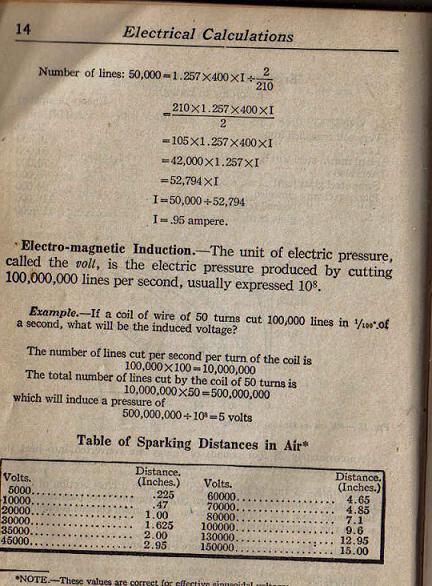 14 Electrical Calculations
Number of lines: 50,000=1.257×400×I÷2/210
=210×1.257×400×I/2
=105×1.257×400×I
=42,000×1.257×I
=52,794×I
I=50,000÷52,794
I=.95 ampere.
Electro-magnetic Induction.—The unit of electric pressure,
called the volt, is the electric pressure produced by cutting
100,000,000 lines per second, usually expressed 10⁸.
Example.—If a coil of wire of 50 turns cut 100,000 lines in 1/100 of
a second, what will be the induced voltage?
The number of lines cut per second per turn of the coil is
100,000×100=10,000,000
The total number of lines cut by the coil of 50 turns is
10,000,000×50=500,000,000
which will induce a pressure of
500,000,000÷10⁸=5 volts
Table of Sparking Distances in Air*
Volts. Distance. (Inches.) Volts. Distance. (Inches.)
5000 .225 60000 4.65
10000 .47 70000 4.85
20000 1.00 80000 7.1
30000 1.625 100000 9.6
35000 2.00 130000 12.95
45000 2.95 150000 15.00
*NOTE.—These values are correct for effective sinusoidal